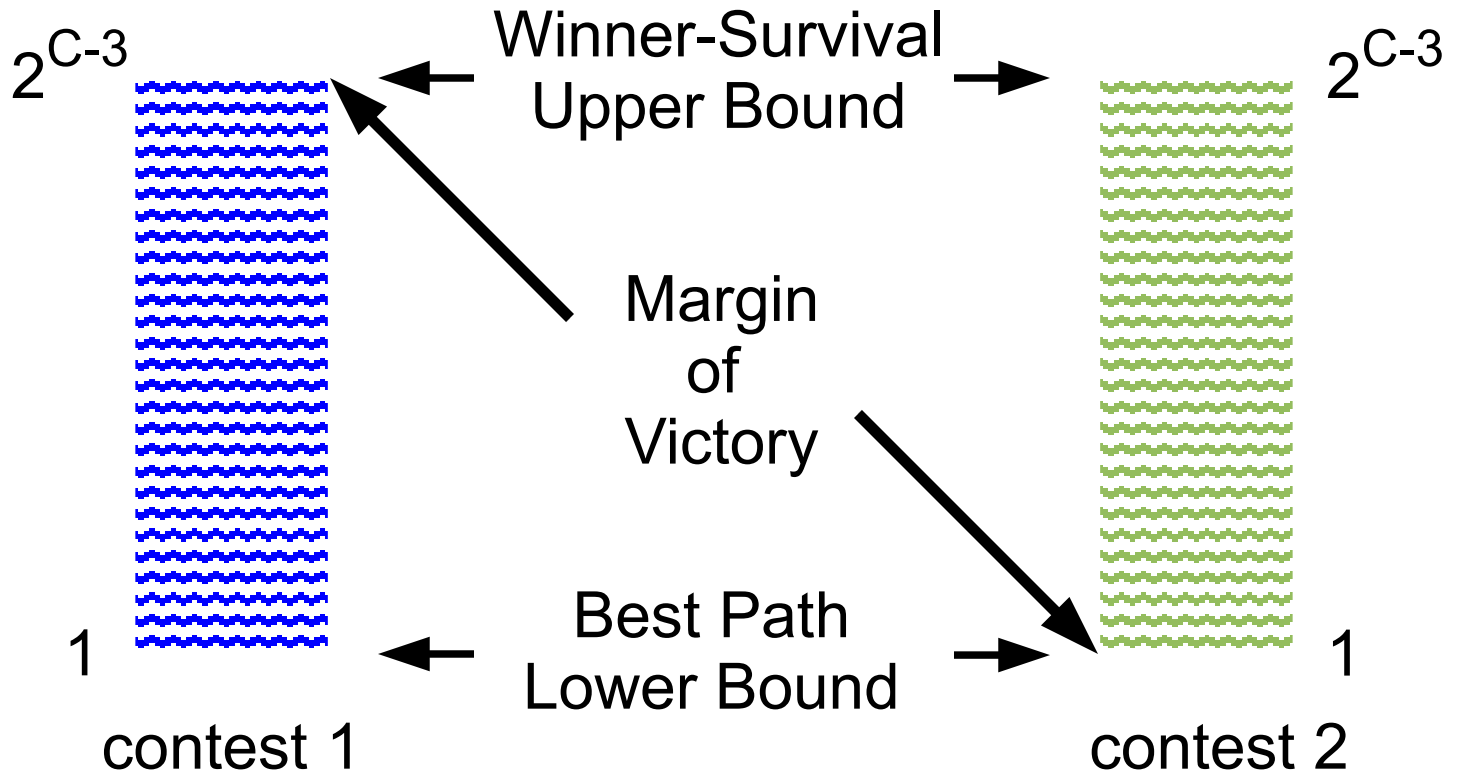 2^C-3
Winner-Survival
Upper Bound
2^C-3
Margin
of
Victory
1
Best Path
Lower Bound
1
contest 1
contest 2